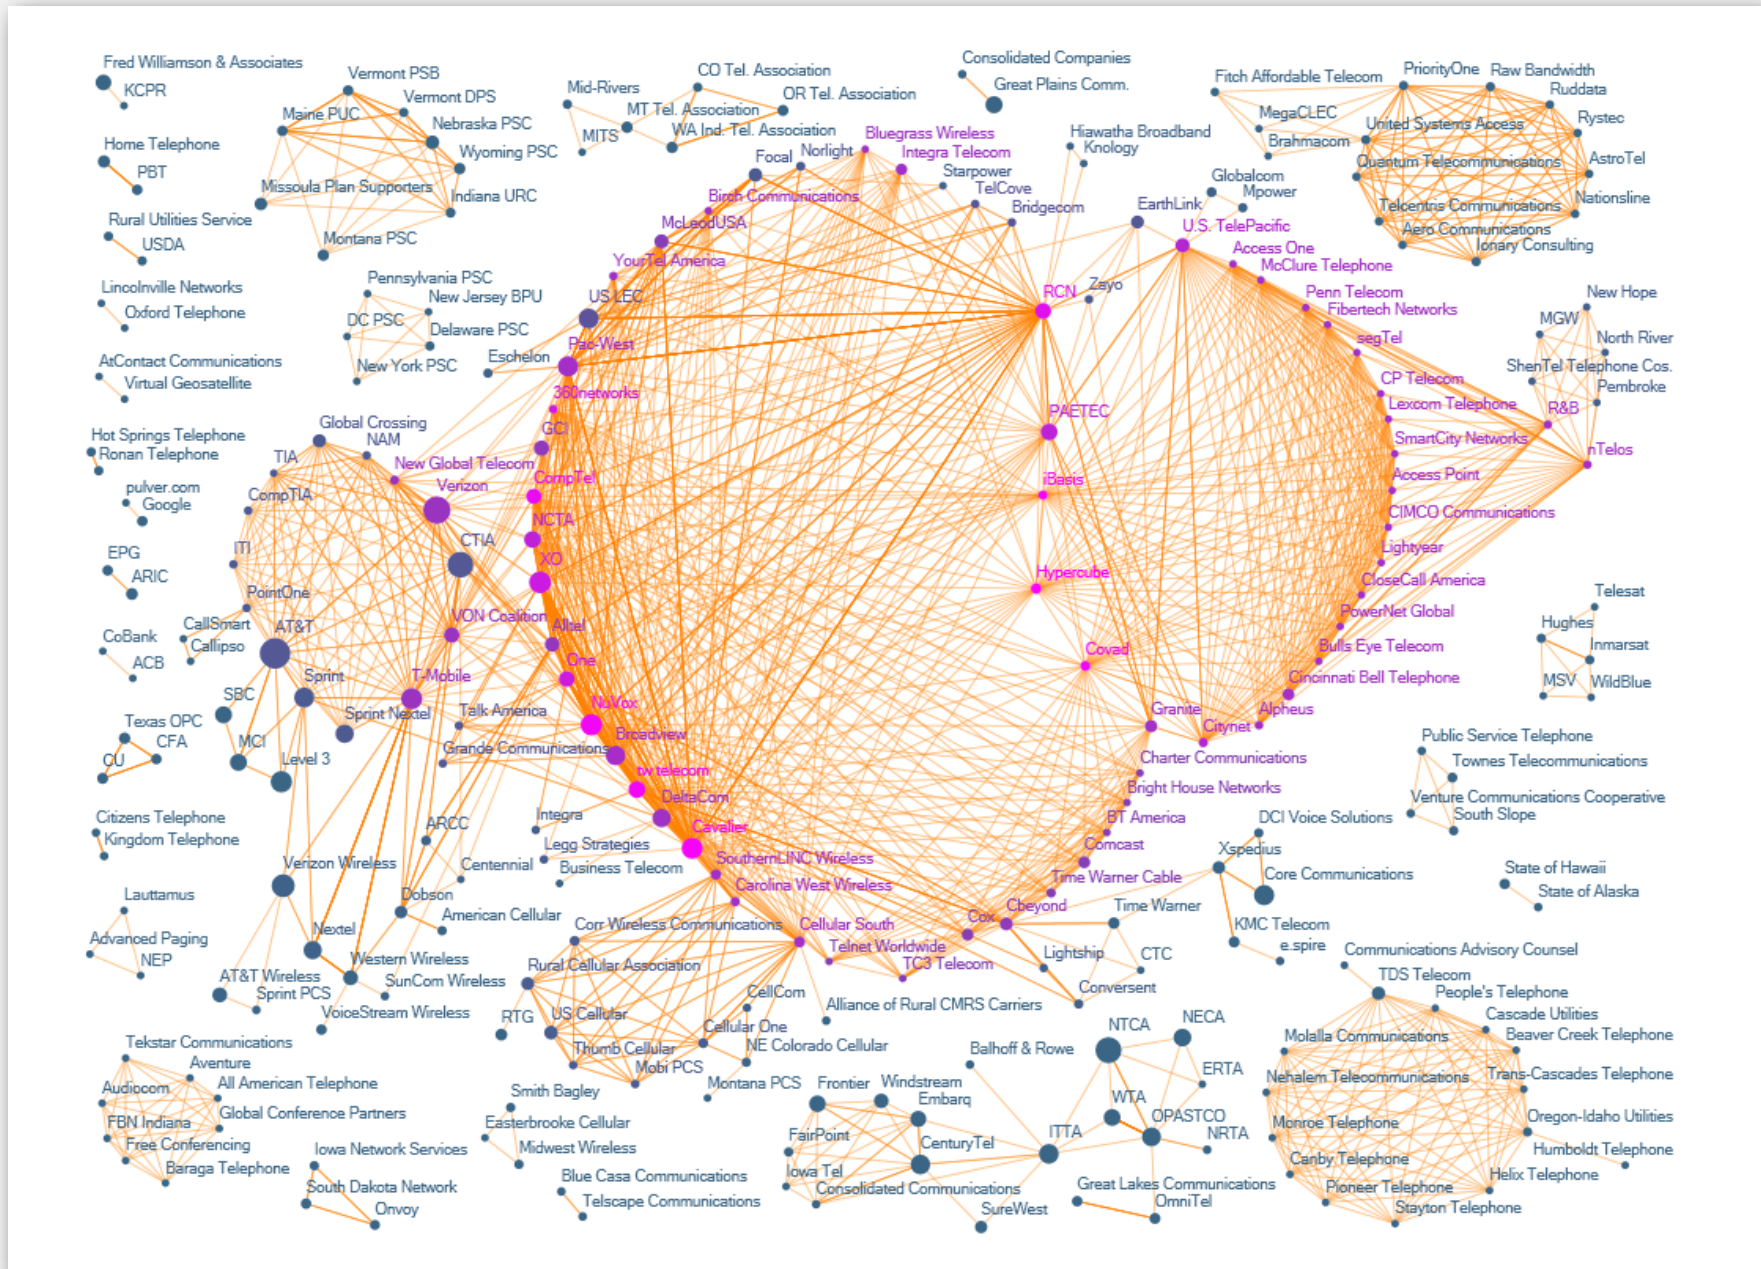 Fred Williamson & Associates
KCPR
Vermont PSB
Vermont DPS
Maine PUC
Nebraska PSC
Wyoming PSC
Missoula Plan Supporters
Indiana URC
Montana PSC
Home Telephone
PBT
Rural Utilities Service
USDA
Lincolnville Networks
Oxford Telephone
AtContact Communications
Virtual Geosatellite
Hot Springs Telephone
Ronan Telephone
pulver.com
Google
EPG
ARIC
CoBank
ACB
Texas OPC
CFA
CU
Citizens Telephone
Kingdom Telephone
Lauttamus
Advanced Paging
NEP
Pennsylvania PSC
New Jersey BPU
DC PSC
Delaware PSC
New York PSC
Eschelon
CO Tel. Association
Mid-Rivers
OR Tel. Association
MT Tel. Association
WA Ind. Tel. Association
MITS
Consolidated Companies
Great Plains Comm.
Hiawatha Broadband
Knology
Globalcom
Mpower
Fitch Affordable Telecom
PriorityOne
Raw Bandwidth
Ruddata
MegaCLEC
United Systems Access
Rystec
Brahmacom
Quantum Telecommunications
AstroTel
Telcentris Communications
Nationsline
Aero Communications
Ionary Consulting
Focal
Norlight
Bluegrass Wireless
Integra Telecom
Starpower
TelCove
Bridgecom
Birch Communications
McLeodUSA
YourTel America
US LEC
Pac-West
360networks
GCI
CompTel
NCTA
XO
Alltel
One
NuVox
Broadview
tw telecom
DeltaCom
Cavalier
SouthernLINC Wireless
Carolina West Wireless
Cellular South
Telnet Worldwide
TC3 Telecom
Cox
Cbeyond
Time Warner Cable
Comcast
BT America
Bright House Networks
Charter Communications
Granite
Citynet
Alpheus
Cincinnati Bell Telephone
Bulls Eye Telecom
PowerNet Global
CloseCall America
Lightyear
CIMCO Communications
Access Point
SmartCity Networks
Lexcom Telephone
CP Telecom
segTel
Fibertech Networks
Penn Telecom
McClure Telephone
Access One
U.S. TelePacific
EarthLink
Zayo
RCN
PAETEC
iBasis
Hypercube
Covad
R&B
nTelos
New Hope
MGW
North River
ShenTel Telephone Cos.
Pembroke
Telesat
Hughes
Inmarsat
MSV
WildBlue
Public Service Telephone
Townes Telecommunications
Venture Communications Cooperative
South Slope
State of Hawaii
State of Alaska
DCI Voice Solutions
Xspedius
Core Communications
KMC Telecom
e.spire
Time Warner
Lightship
CTC
Conversent
Global Crossing
NAM
TIA
New Global Telecom
Verizon
CompTIA
CTIA
ITI
PointOne
VON Coalition
CallSmart
AT&T
Callipso
Sprint
T-Mobile
SBC
Sprint Nextel
Talk America
MCI
Level 3
Grande Communications
ARCC
Integra
Legg Strategies
Centennial
Business Telecom
Verizon Wireless
Dobson
American Cellular
Nextel
Western Wireless
AT&T Wireless
SunCom Wireless
Sprint PCS
VoiceStream Wireless
Corr Wireless Communications
Rural Cellular Association
RTG
US Cellular
CellCom
Cellular One
Alliance of Rural CMRS Carriers
Thumb Cellular
NE Colorado Cellular
Mobi PCS
Montana PCS
Tekstar Communications
Aventure
Audiocom
All American Telephone
FBN Indiana
Global Conference Partners
Free Conferencing
Baraga Telephone
Iowa Network Services
South Dakota Network
Onvoy
Smith Bagley
Easterbrooke Cellular
Midwest Wireless
Blue Casa Communications
Telscape Communications
Balhoff & Rowe
NTCA
NECA
ERTA
WTA
OPASTCO
NRTA
Frontier
Windstream
Embarq
FairPoint
CenturyTel
ITTA
Iowa Tel
Consolidated Communications
SureWest
Great Lakes Communications
OmniTel
Communications Advisory Counsel
TDS Telecom
People's Telephone
Cascade Utilities
Molalla Communications
Beaver Creek Telephone
Nehalem Telecommunications
Trans-Cascades Telephone
Monroe Telephone
Oregon-Idaho Utilities
Canby Telephone
Humboldt Telephone
Helix Telephone
Pioneer Telephone
Stayton Telephone